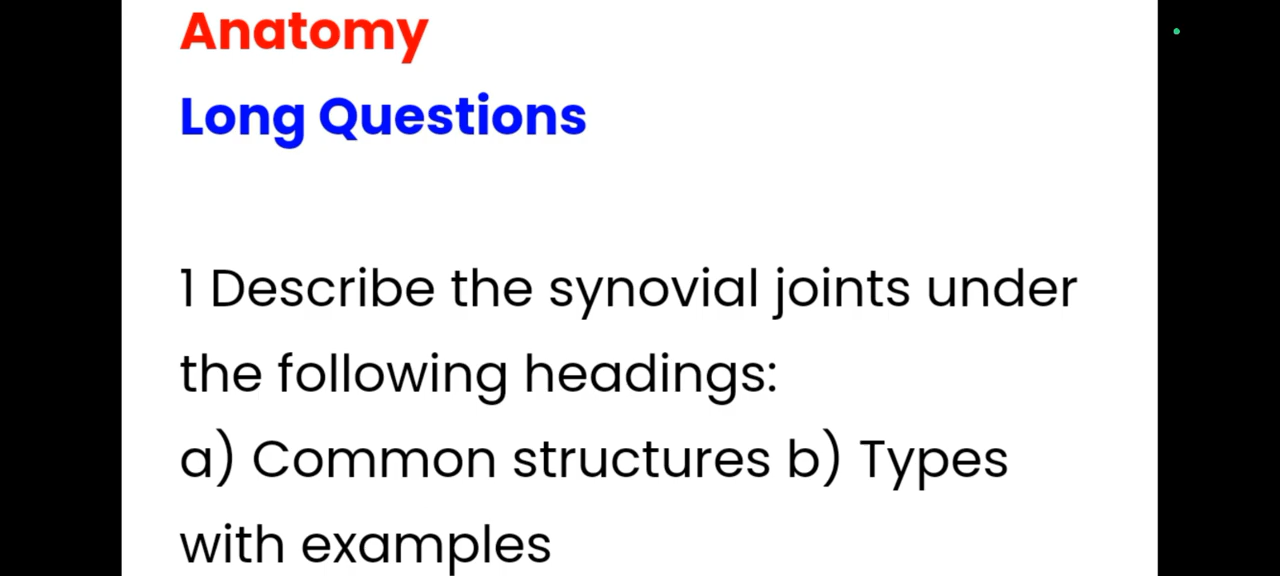 Anatomy
Long Questions
1 Describe the synovial joints under
the following headings:
a) Common structures b) Types
with examples